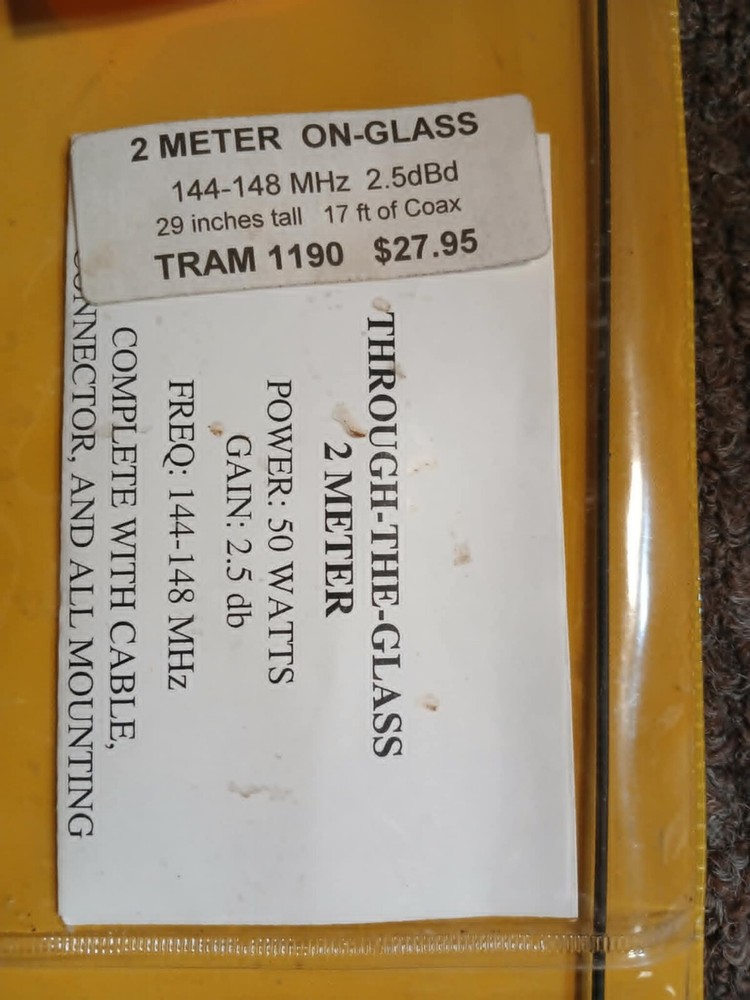 2 METER ON-GLASS
144-148 MHz 2.5dBd
29 inches tall 17 ft of Coax
TRAM 1190 $27.95
THROUGH-THE-GLASS
2 METER
POWER: 50 WATTS
GAIN: 2.5 db
FREQ: 144-148 MHz
COMPLETE WITH CABLE,
CONNECTOR, AND ALL MOUNTING